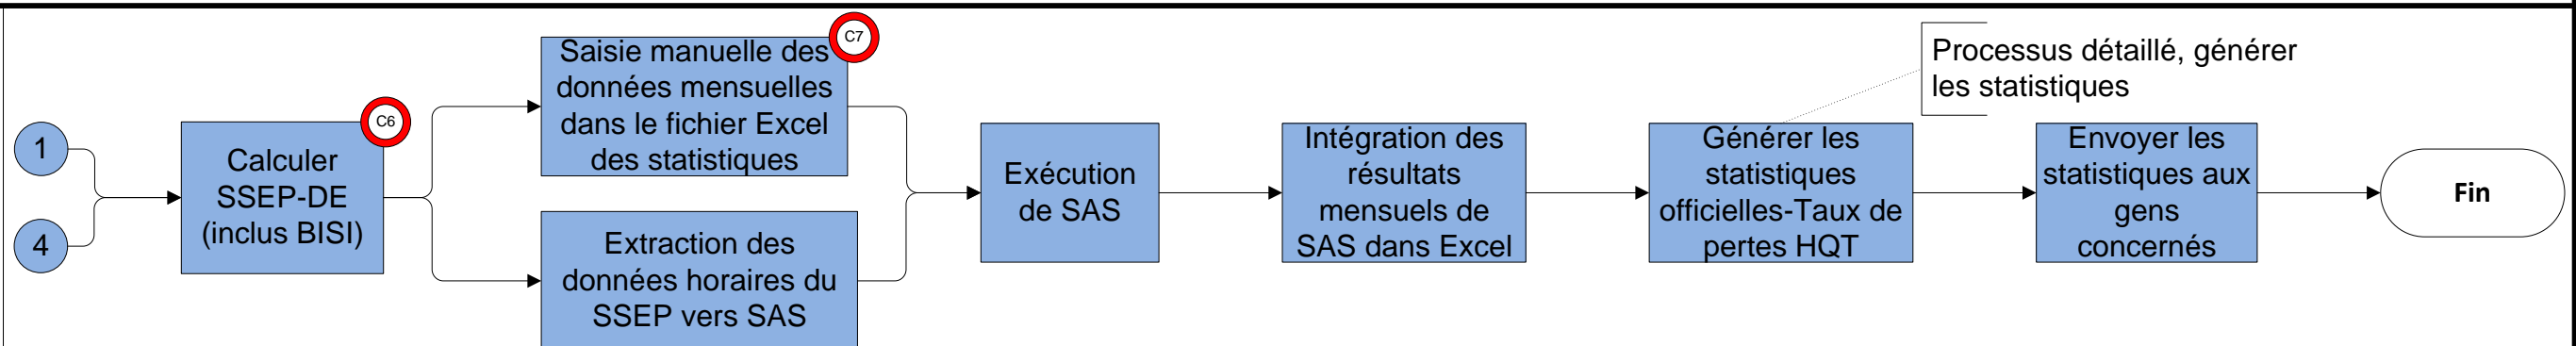 1
4
C6
Calculer
SSEP-DE
(inclus BISI)
C7
Saisie manuelle des
données mensuelles
dans le fichier Excel
des statistiques
Extraction des
données horaires du
SSEP vers SAS
Exécution
de SAS
Intégration des
résultats
mensuels de
SAS dans Excel
Processus détaillé, générer
les statistiques
Générer les
statistiques
officielles-Taux de
pertes HQT
Envoyer les
statistiques aux
gens
concernés
Fin